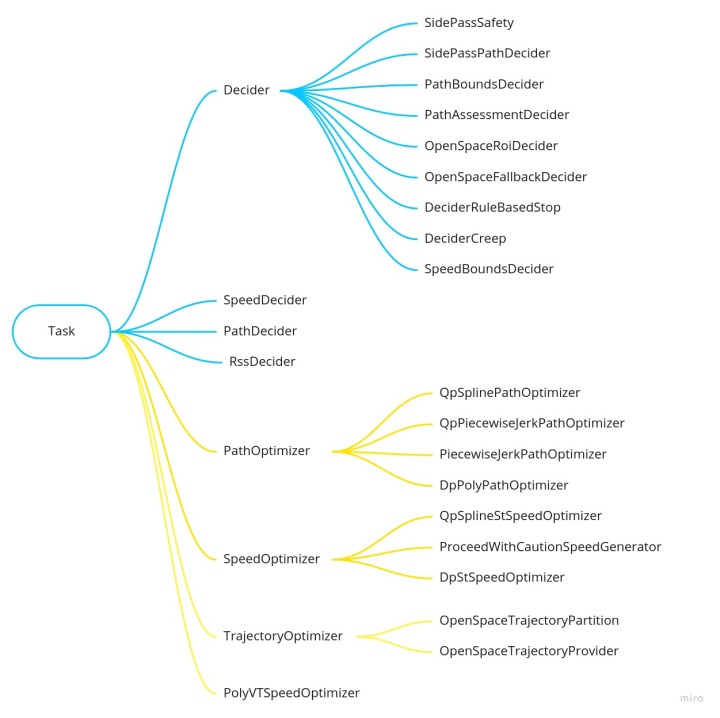 Task
Decider
SidePassSafety
SidePassPathDecider
PathBoundsDecider
PathAssessmentDecider
OpenSpaceRoiDecider
OpenSpaceFallbackDecider
DeciderRuleBasedStop
DeciderCreep
SpeedBoundsDecider
SpeedDecider
PathDecider
RssDecider
PathOptimizer
QpSplinePathOptimizer
QpPiecewiseJerkPathOptimizer
PiecewiseJerkPathOptimizer
DpPolyPathOptimizer
SpeedOptimizer
QpSplineStSpeedOptimizer
ProceedWithCautionSpeedGenerator
DpStSpeedOptimizer
TrajectoryOptimizer
OpenSpaceTrajectoryPartition
OpenSpaceTrajectoryProvider
PolyVTSpeedOptimizer
miro